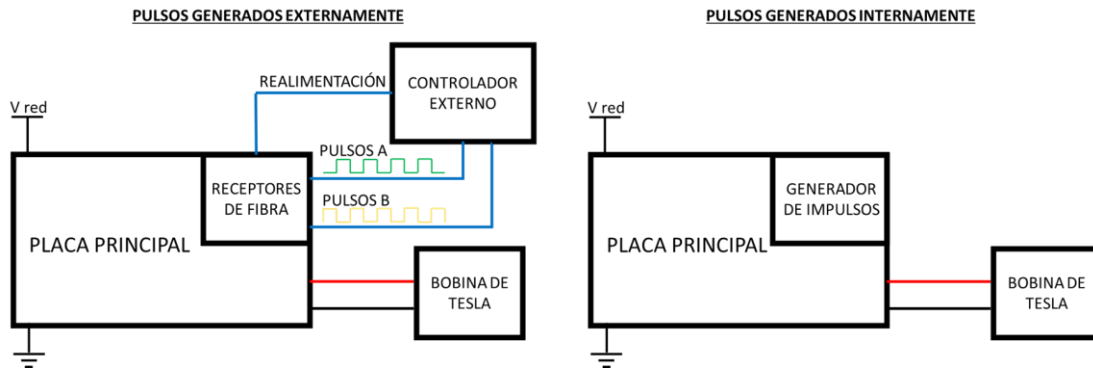 PULSOS GENERADOS EXTERNAMENTE
V red
REALIMENTACIÓN
CONTROLADOR
EXTERNO
PULSOS A
PULSOS B
RECEPTORES
DE FIBRA
PLACA PRINCIPAL
BOBINA DE
TESLA
PULSOS GENERADOS INTERNAMENTE
V red
GENERADOR
DE IMPULSOS
PLACA PRINCIPAL
BOBINA DE
TESLA